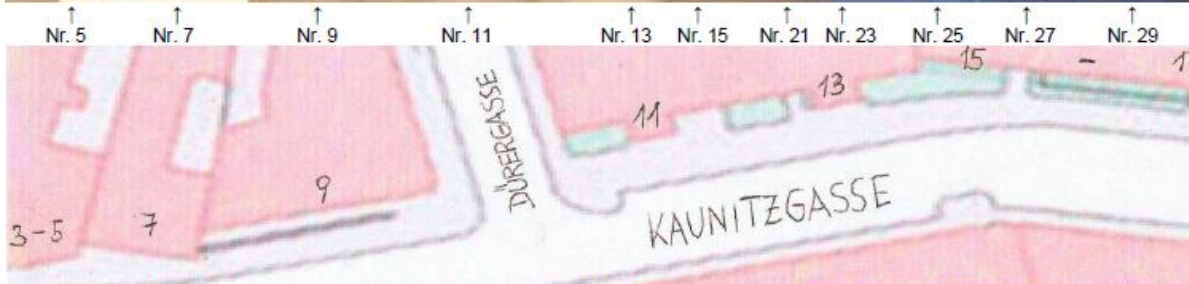 ↑ ↑ ↑ ↑ ↑ ↑ ↑ ↑ ↑ ↑ ↑
Nr. 5 Nr. 7 Nr. 9 Nr. 11 Nr. 13 Nr. 15 Nr. 21 Nr. 23 Nr. 25 Nr. 27 Nr. 29
15 -
13
11
DÜRERGASSE
9
KAUNITZGASSE
7
3-5